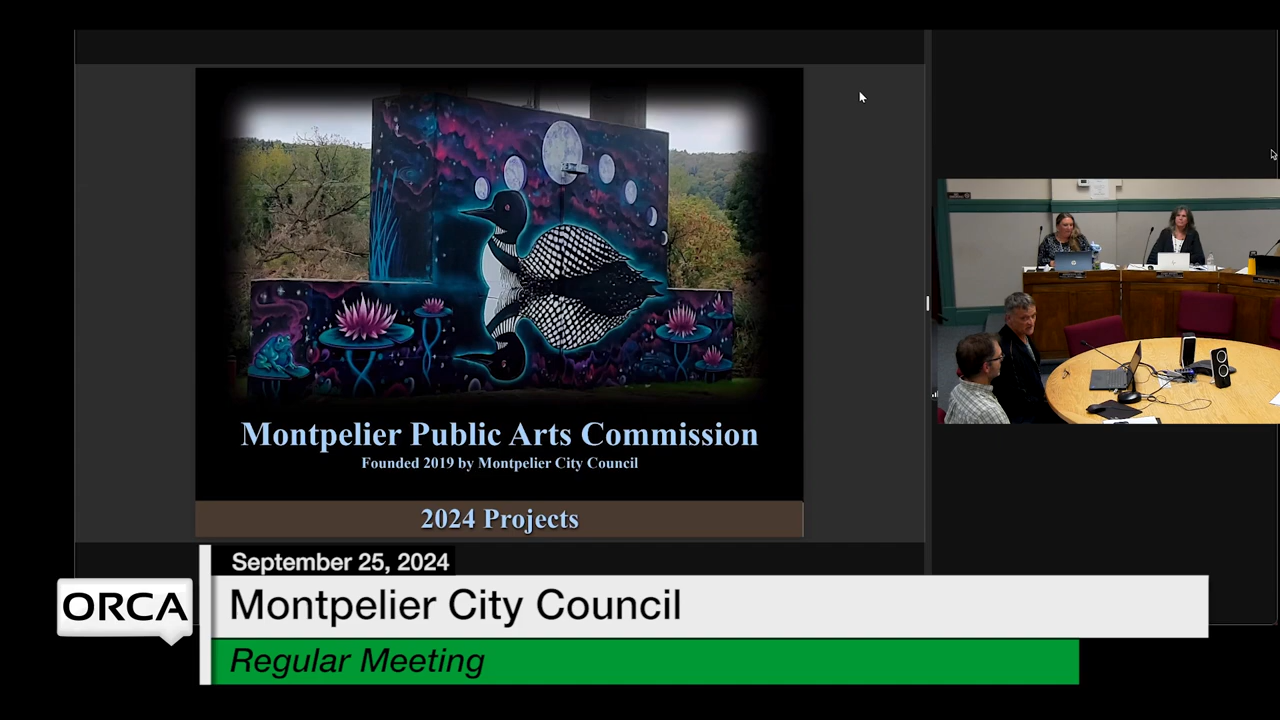 Montpelier Public Arts Commission
Founded 2019 by Montpelier City Council
2024 Projects
September 25, 2024
ORCA
Montpelier City Council
Regular Meeting